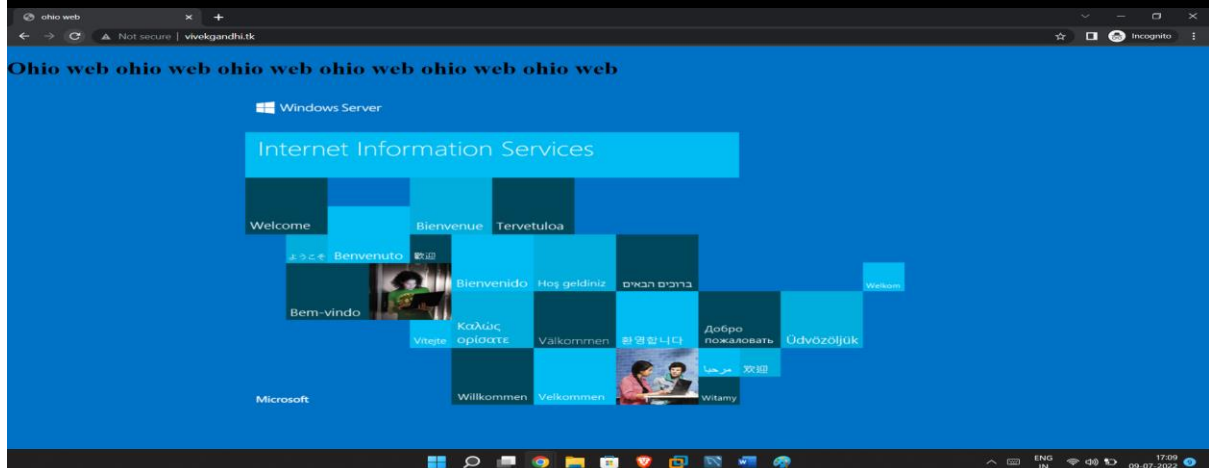 ohio web
Not secure | vivekgandhi.tk
Incognito
Ohio web ohio web ohio web ohio web ohio web ohio web
Windows Server
Internet Information Services
Welcome
Bienvenue
Tervetuloa
ようこそ
Benvenuto
歡迎
Bienvenido
Hoş geldiniz
ברוכים הבאים
Welkom
Bem-vindo
Vítejte
Καλώς
ορίσατε
Välkommen
환영합니다
Добро
пожаловать
Üdvözöljük
مرحبا
欢迎
Microsoft
Willkommen
Velkommen
Witamy
ENG
IN
17:09
09-07-2022